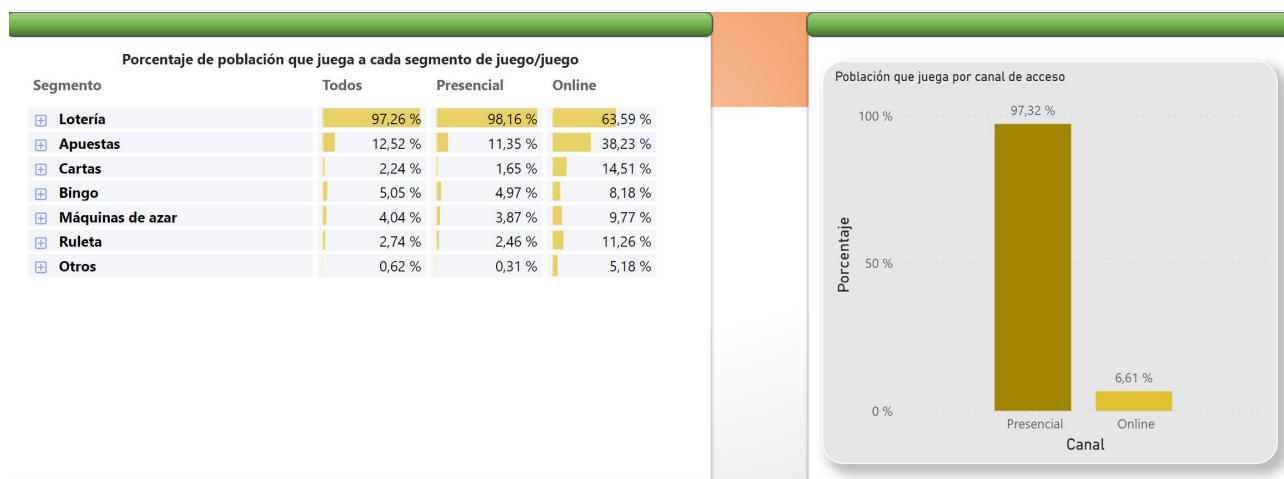 Porcentaje de población que juega a cada segmento de juego/juego
Segmento Todos Presencial Online
Lotería 97,26 % 98,16 % 63,59 %
Apuestas 12,52 % 11,35 % 38,23 %
Cartas 2,24 % 1,65 % 14,51 %
Bingo 5,05 % 4,97 % 8,18 %
Máquinas de azar 4,04 % 3,87 % 9,77 %
Ruleta 2,74 % 2,46 % 11,26 %
Otros 0,62 % 0,31 % 5,18 %
Población que juega por canal de acceso
100 %
97,32 %
Porcentaje
50 %
6,61 %
0 %
Presencial Online
Canal